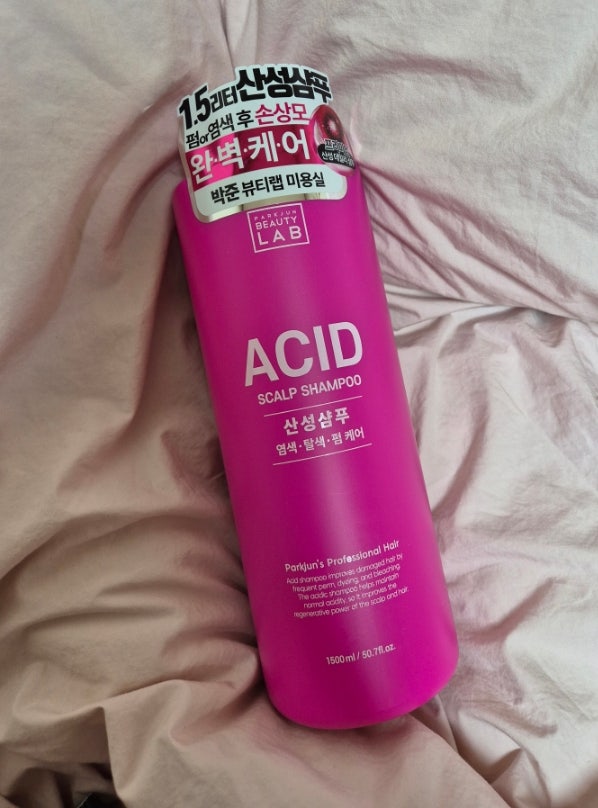 1.5리터 산성샴푸
펌or염색 후 손상모
완·벽·케·어
박준 뷰티랩 미용실
PARKJUN
BEAUTY
LAB
ACID
SCALP SHAMPOO
산성샴푸
염색·탈색·펌 케어
Parkjun's Professional Hair
Acid shampoo improves damaged hair by
frequent perm, dyeing, and bleaching.
The acidic shampoo helps maintain
normal acidity, so it improves the
regenerative power of the scalp and hair.
1500ml / 50.7fl.oz.